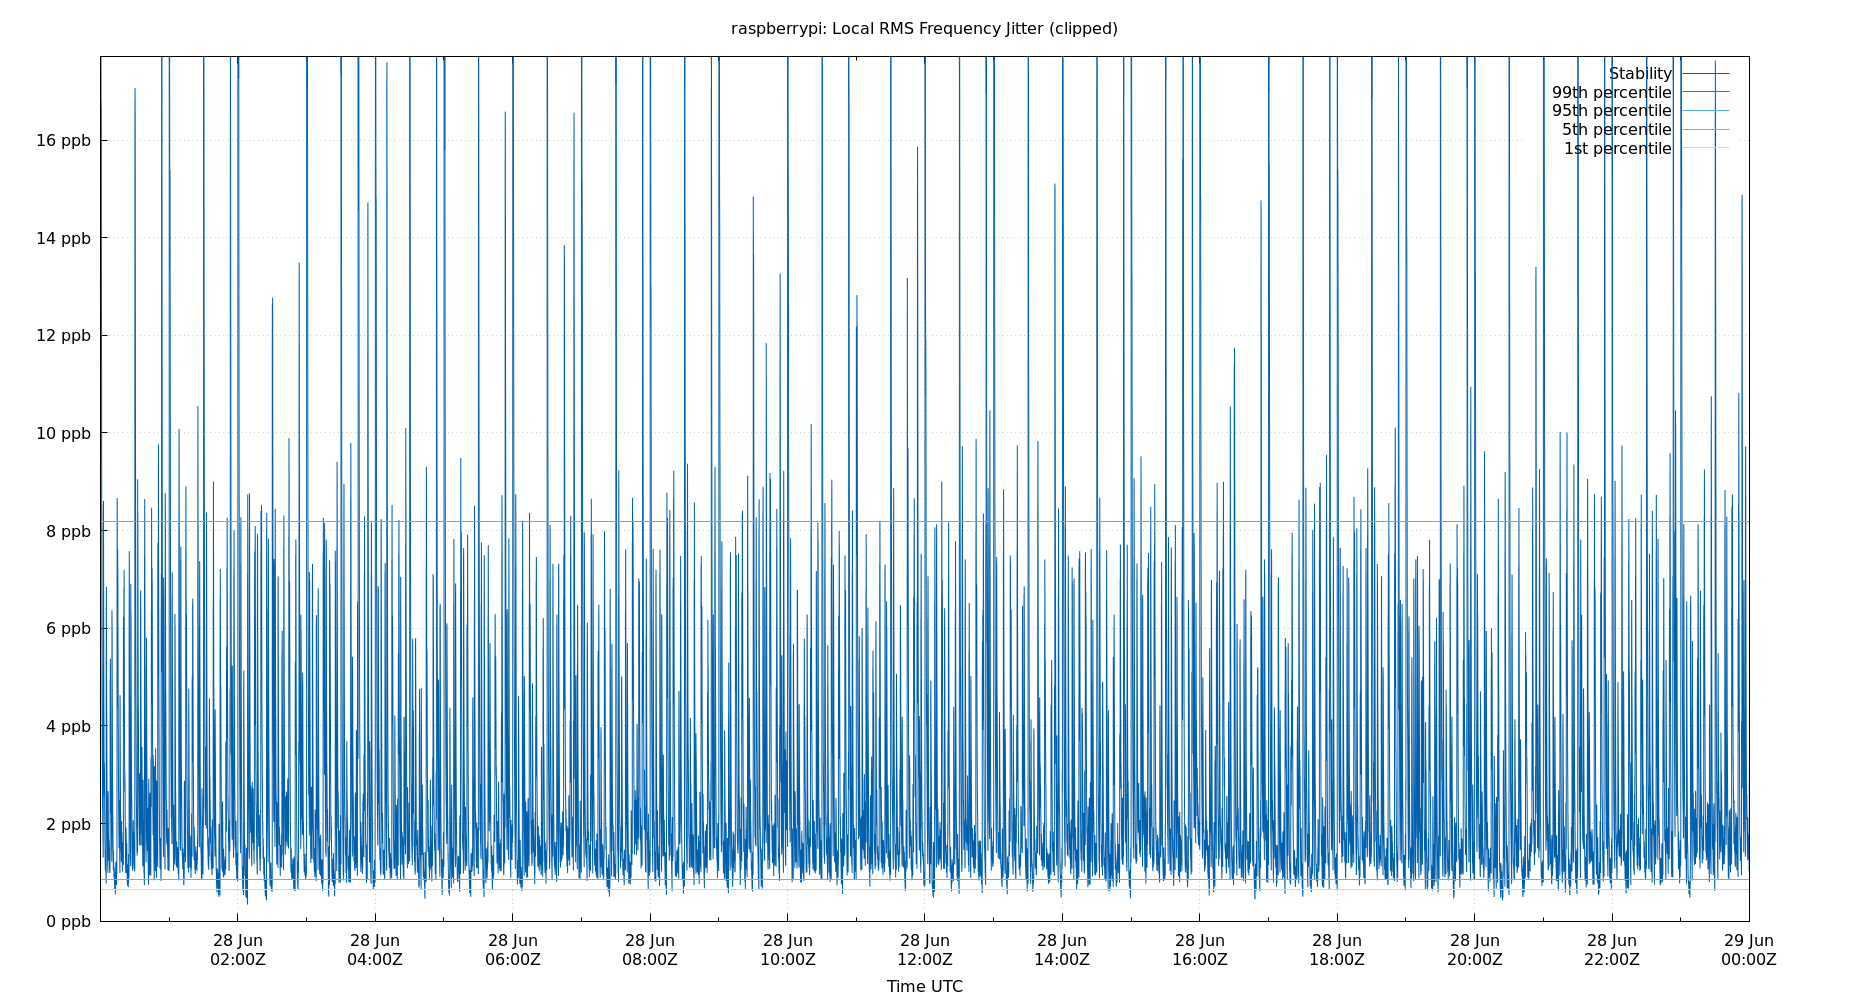 raspberrypi: Local RMS Frequency Jitter (clipped)
Stability
99th percentile
95th percentile
5th percentile
1st percentile
16 ppb
14 ppb
12 ppb
10 ppb
8 ppb
6 ppb
4 ppb
2 ppb
0 ppb
28 Jun 28 Jun 28 Jun 28 Jun 28 Jun 28 Jun 28 Jun 28 Jun 28 Jun 28 Jun 28 Jun 29 Jun
02:00Z 04:00Z 06:00Z 08:00Z 10:00Z 12:00Z 14:00Z 16:00Z 18:00Z 20:00Z 22:00Z 00:00Z
Time UTC